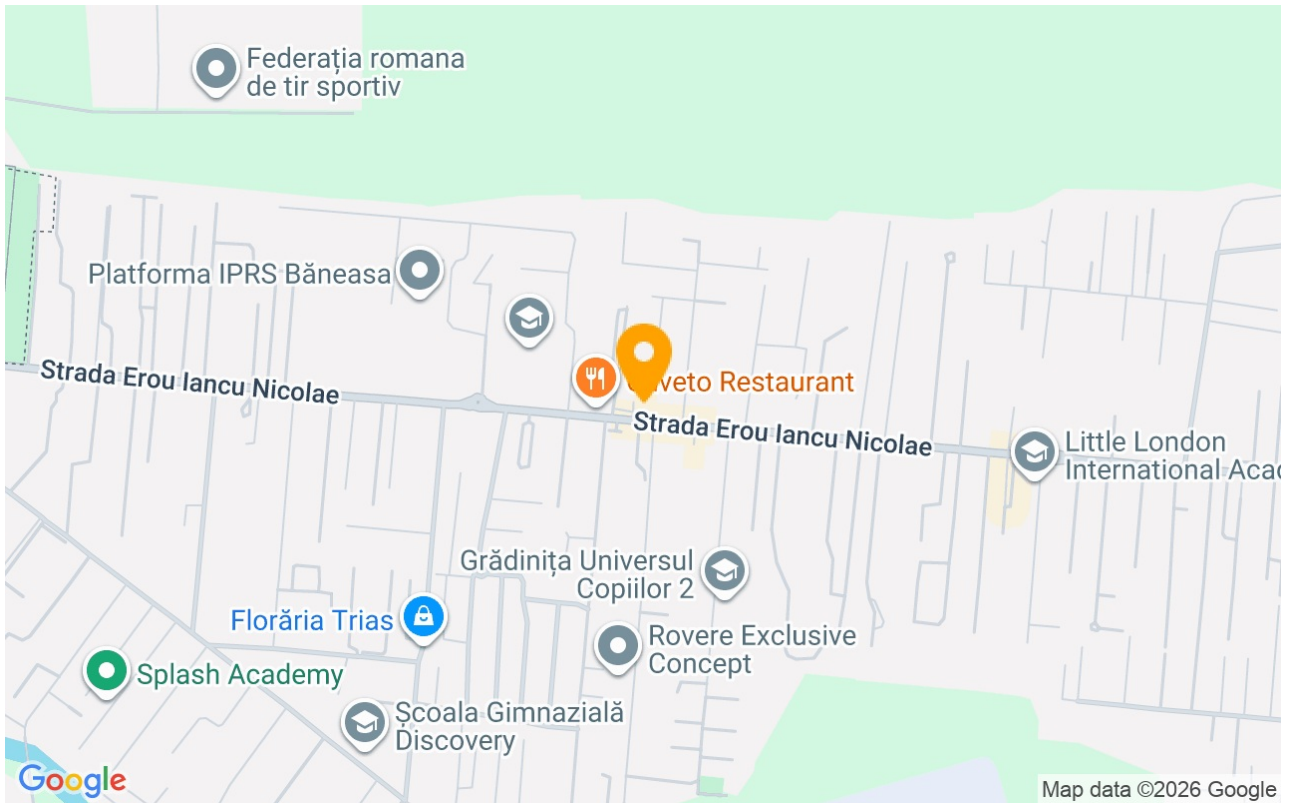 Federația romana
de tir sportiv
Platforma IPRS Băneasa
Strada Erou Iancu Nicolae
Restaurant
Strada Erou Iancu Nicolae
Little London
International
Grădinița Universul
Copiilor 2
Florăria Trias
Rovere Exclusive
Concept
Splash Academy
Școala Gimnazială
Discovery
Google
Map data ©2026 Google